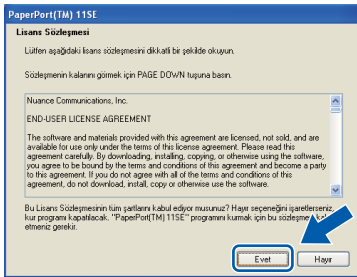 PaperPort(TM) 11SE
Lisans Sözleşmesi
Lütfen aşağıdaki lisans sözleşmesini dikkatli bir şekilde okuyun.
Sözleşmenin kalanını görmek için PAGE DOWN tuşuna basın.
Nuance Communications, Inc.
END-USER LICENSE AGREEMENT
The software and materials provided with this agreement are licensed, not sold, and are
available for use only under the terms of this license agreement. Please read this
agreement carefully. By downloading, installing, copying, or otherwise using the software,
you agree to be bound by the terms and conditions of this agreement and become a party
to this agreement. If you do not agree with all of the terms and conditions of this
agreement, do not download, install, copy or otherwise use the software.
Bu Lisans Sözleşmesinin tüm şartlarını kabul ediyor musunuz? Hayır seçeneğini işaretlerseniz,
kur programı kapatılacak. "PaperPort(TM) 11SE" programını kurmak için bu sözleşmeyi
etmeniz gerekir.
Evet
Hayır